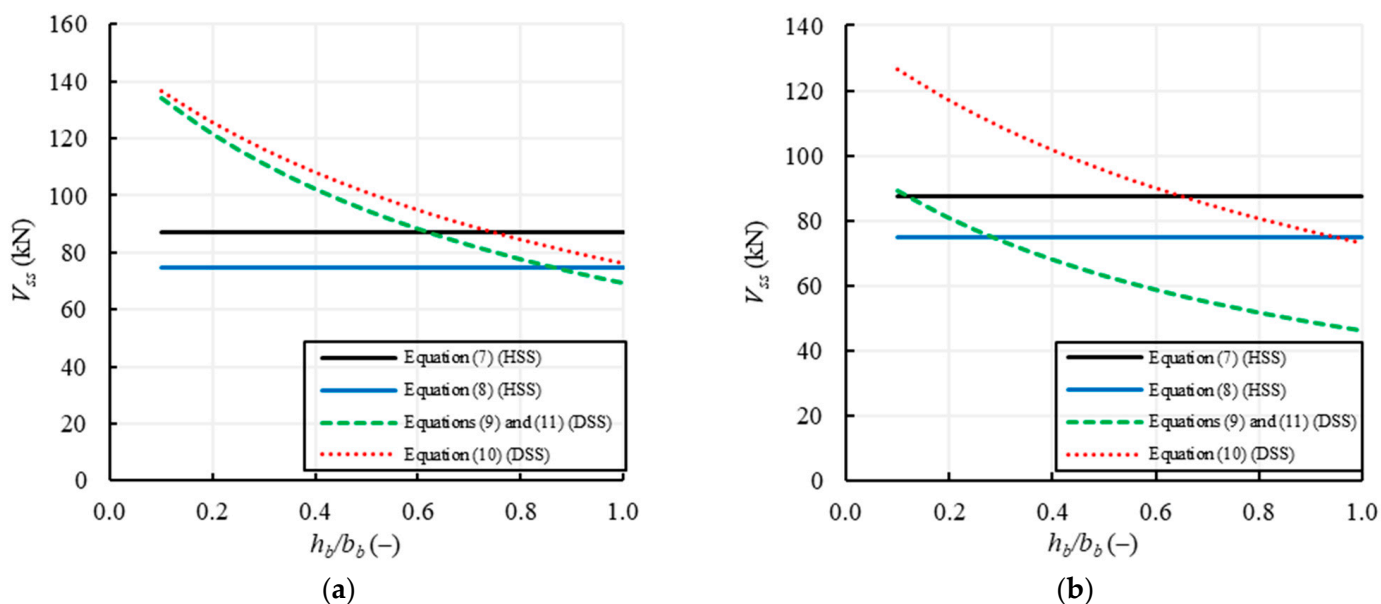 160
140
120
100
80
60
40
20
0
V_ss (kN)
0.0 0.2 0.4 0.6 0.8 1.0
h_b/b_b (–)
Equation (7) (HSS)
Equation (8) (HSS)
Equations (9) and (11) (DSS)
Equation (10) (DSS)
(a)
140
120
100
80
60
40
20
0
V_ss (kN)
0.0 0.2 0.4 0.6 0.8 1.0
h_b/b_b (–)
Equation (7) (HSS)
Equation (8) (HSS)
Equations (9) and (11) (DSS)
Equation (10) (DSS)
(b)